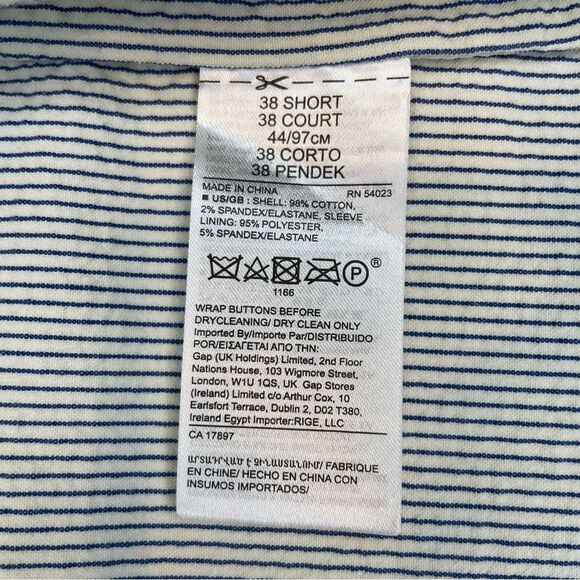 38 SHORT
38 COURT
44/97CM
38 CORTO
38 PENDEK
MADE IN CHINA RN 54023
■ US/GB : SHELL: 98% COTTON,
2% SPANDEX/ELASTANE, SLEEVE
LINING: 95% POLYESTER,
5% SPANDEX/ELASTANE
P®
1166
WRAP BUTTONS BEFORE
DRYCLEANING/ DRY CLEAN ONLY
Imported By/Importe Par/DISTRIBUIDO
POR/ΕΙΣΑΓΕΤΑΙ ΑΠΟ ΤΗΝ:
Gap (UK Holdings) Limited, 2nd Floor
Nations House, 103 Wigmore Street,
London, W1U 1QS, UK Gap Stores
(Ireland) Limited c/o Arthur Cox, 10
Earlsfort Terrace, Dublin 2, D02 T380,
Ireland Egypt Importer:RIGE, LLC
CA 17897
ԱՐՏԱԴՐՎԱԾ Է ՉԻՆԱՍՏԱՆՈՒՄ/ FABRIQUE
EN CHINE/ HECHO EN CHINA CON
INSUMOS IMPORTADOS/